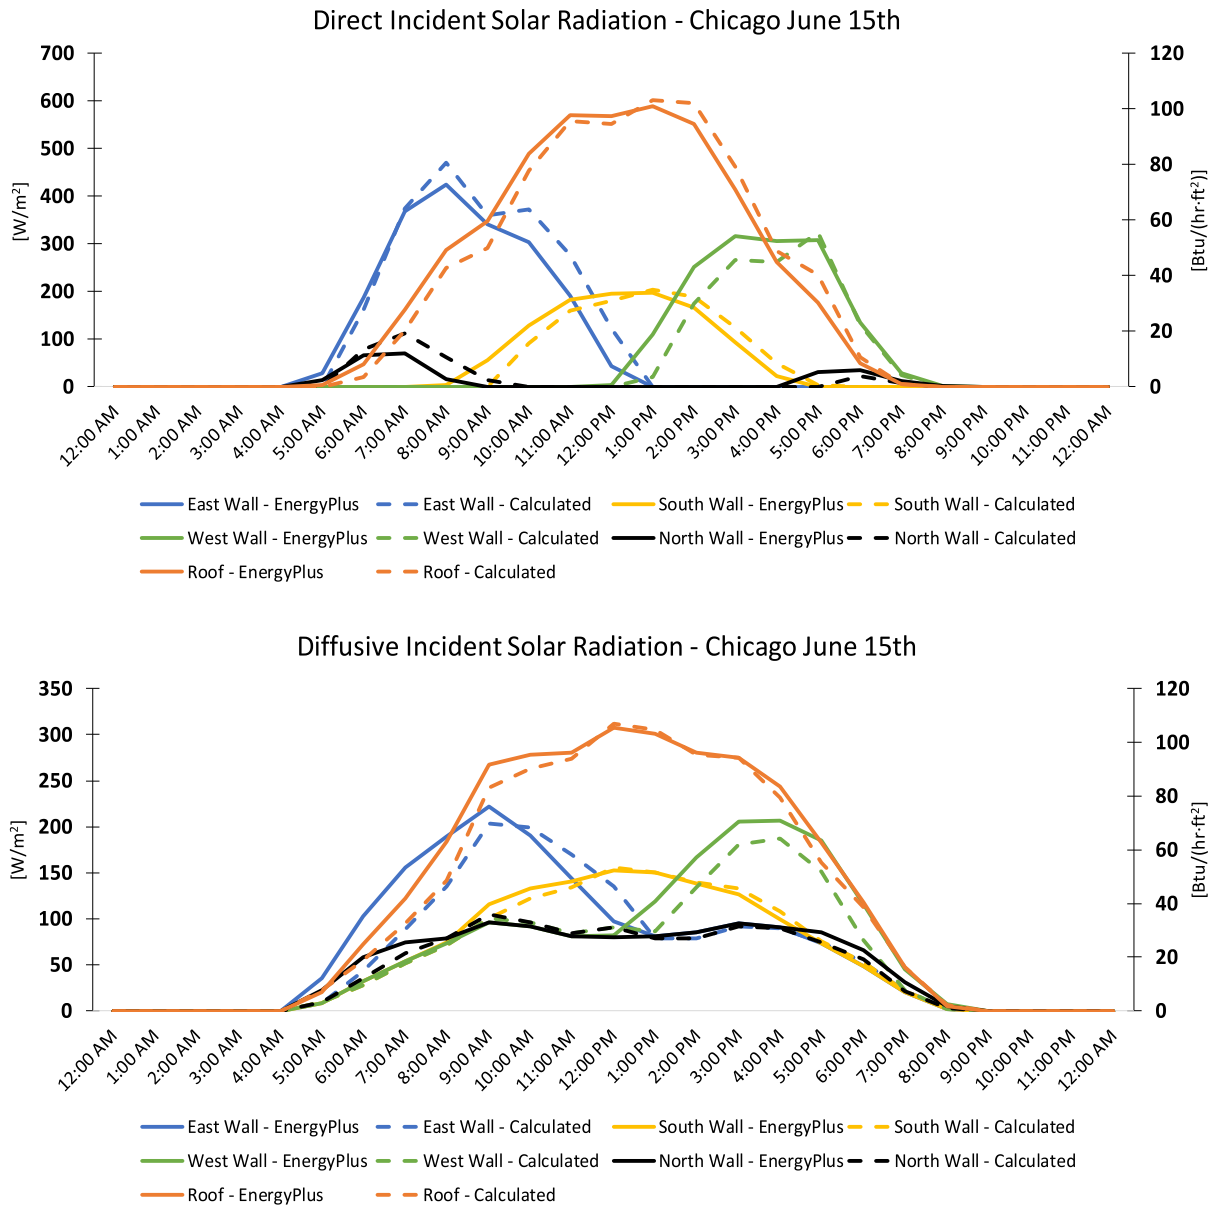 Direct Incident Solar Radiation - Chicago June 15th
700 120
600 100
500 80
400 60
300 40
200 20
100 0
0
[W/m²]
[Btu/(hr·ft²)]
12:00 AM 1:00 AM 2:00 AM 3:00 AM 4:00 AM 5:00 AM 6:00 AM 7:00 AM 8:00 AM 9:00 AM 10:00 AM 11:00 AM 12:00 PM 1:00 PM 2:00 PM 3:00 PM 4:00 PM 5:00 PM 6:00 PM 7:00 PM 8:00 PM 9:00 PM 10:00 PM 11:00 PM 12:00 AM
East Wall - EnergyPlus East Wall - Calculated South Wall - EnergyPlus South Wall - Calculated
West Wall - EnergyPlus West Wall - Calculated North Wall - EnergyPlus North Wall - Calculated
Roof - EnergyPlus Roof - Calculated
Diffusive Incident Solar Radiation - Chicago June 15th
350 120
300 100
250 80
200 60
150 40
100 20
50 0
0
[W/m²]
[Btu/(hr·ft²]
12:00 AM 1:00 AM 2:00 AM 3:00 AM 4:00 AM 5:00 AM 6:00 AM 7:00 AM 8:00 AM 9:00 AM 10:00 AM 11:00 AM 12:00 PM 1:00 PM 2:00 PM 3:00 PM 4:00 PM 5:00 PM 6:00 PM 7:00 PM 8:00 PM 9:00 PM 10:00 PM 11:00 PM 12:00 AM
East Wall - EnergyPlus East Wall - Calculated South Wall - EnergyPlus South Wall - Calculated
West Wall - EnergyPlus West Wall - Calculated North Wall - EnergyPlus North Wall - Calculated
Roof - EnergyPlus Roof - Calculated